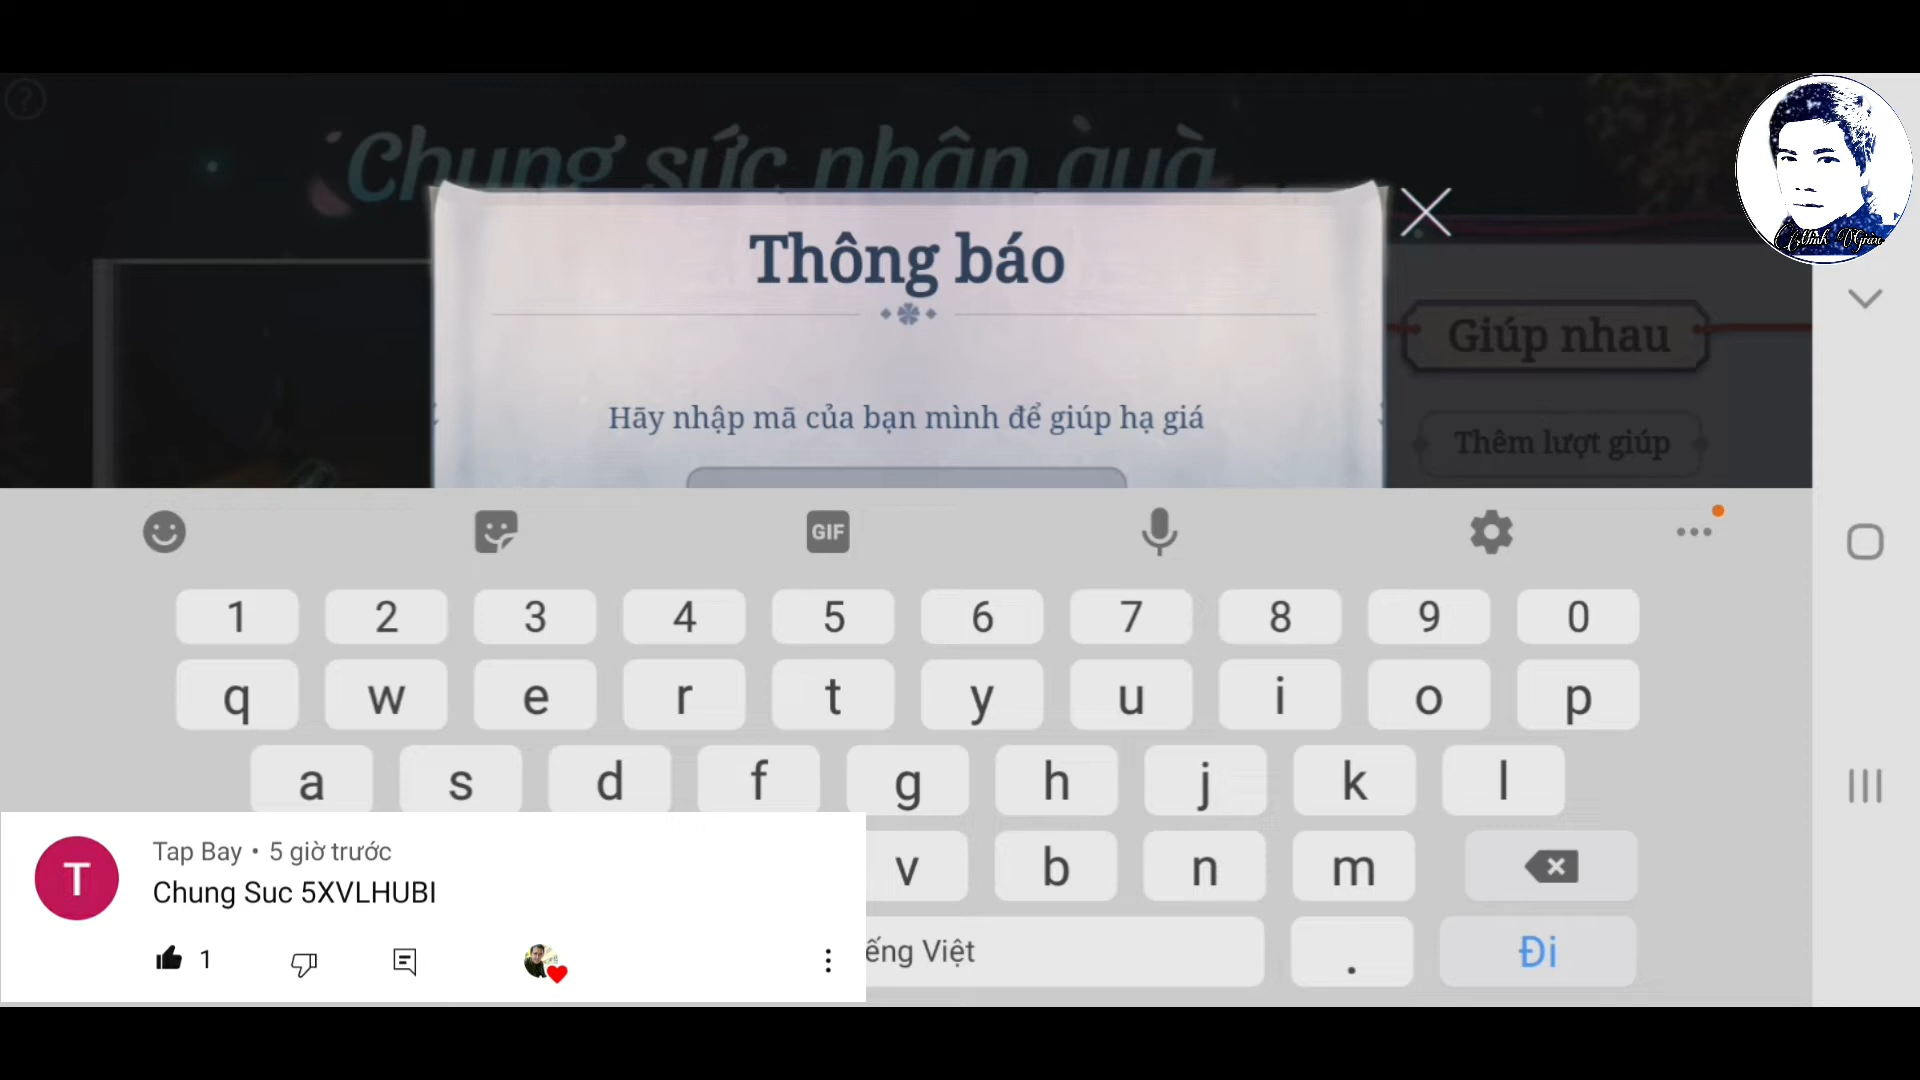 ?
Chung sức nhận quà
Thông báo
Hãy nhập mã của bạn mình để giúp hạ giá
Giúp nhau
Thêm lượt giúp
GIF
1 2 3 4 5 6 7 8 9 0
q w e r t y u i o p
a s d f g h j k l
v b n m
T
Tap Bay • 5 giờ trước
Chung Suc 5XVLHUBI
1
ếng Việt
.
Đi